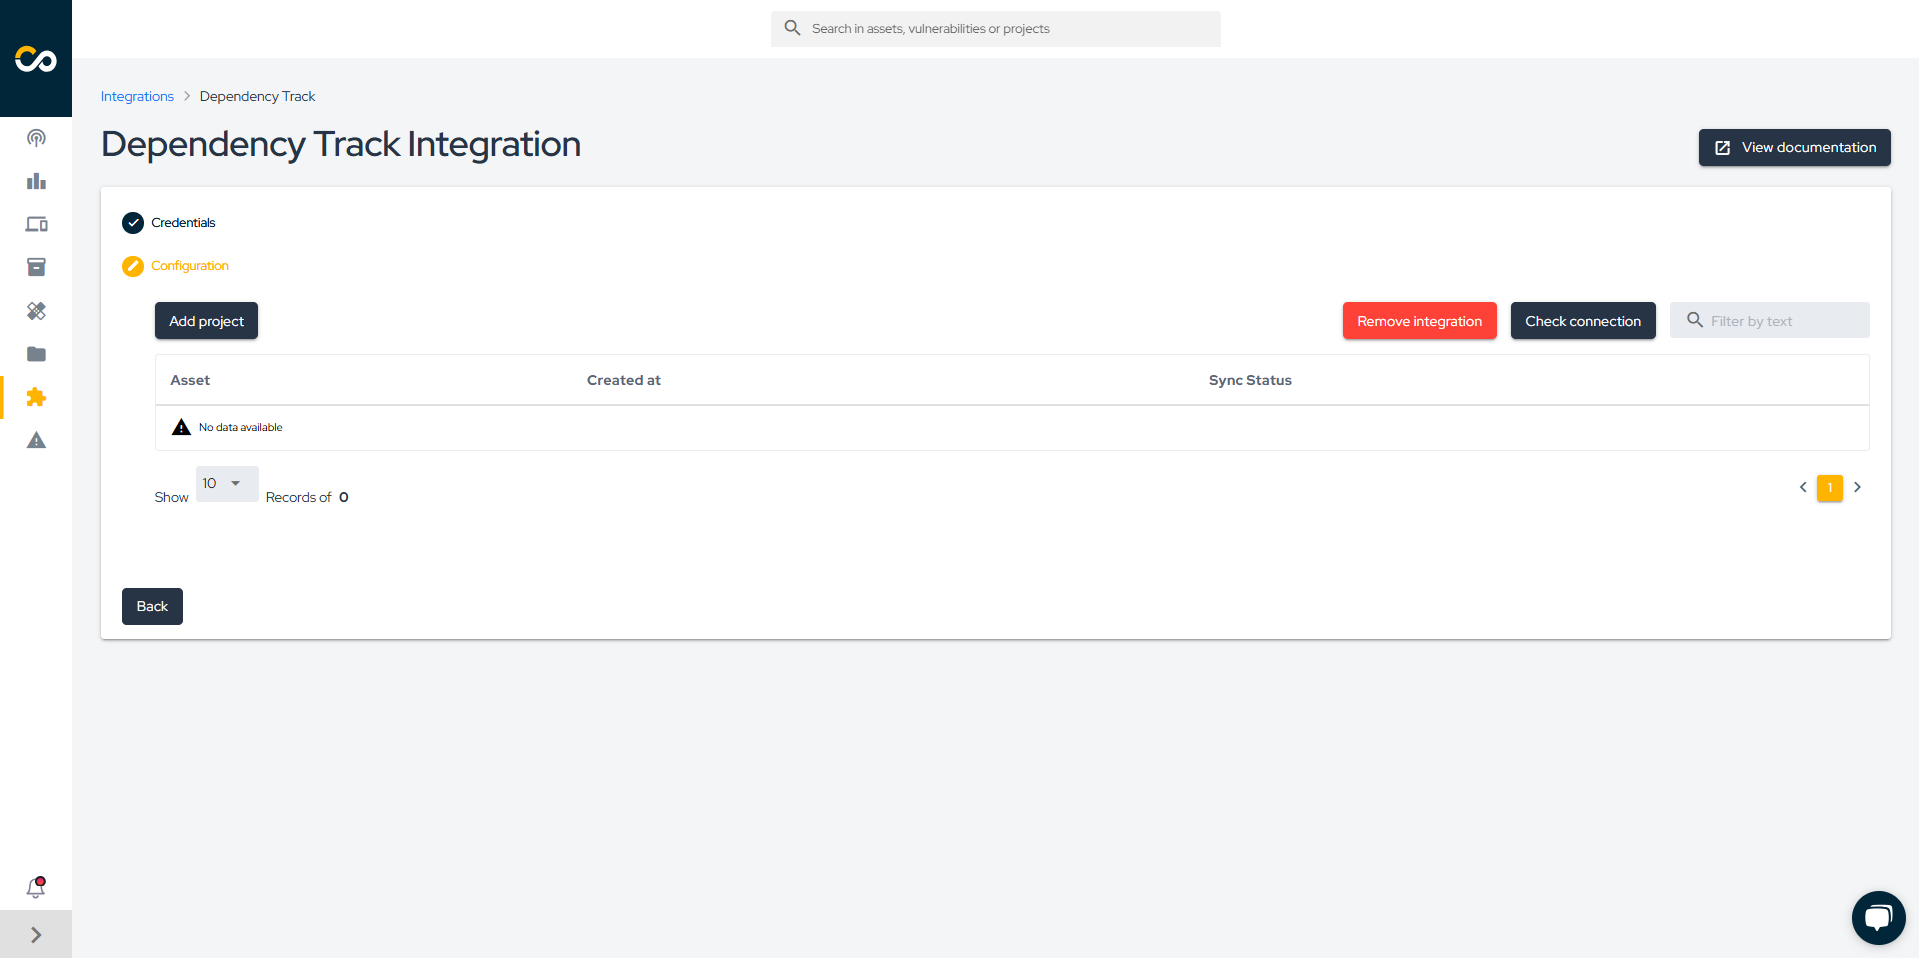 Search in assets, vulnerabilities or projects
Integrations > Dependency Track
Dependency Track Integration
View documentation
Credentials
Configuration
Add project
Remove integration
Check connection
Filter by text
Asset Created at Sync Status
No data available
Show 10 Records of 0
1
Back